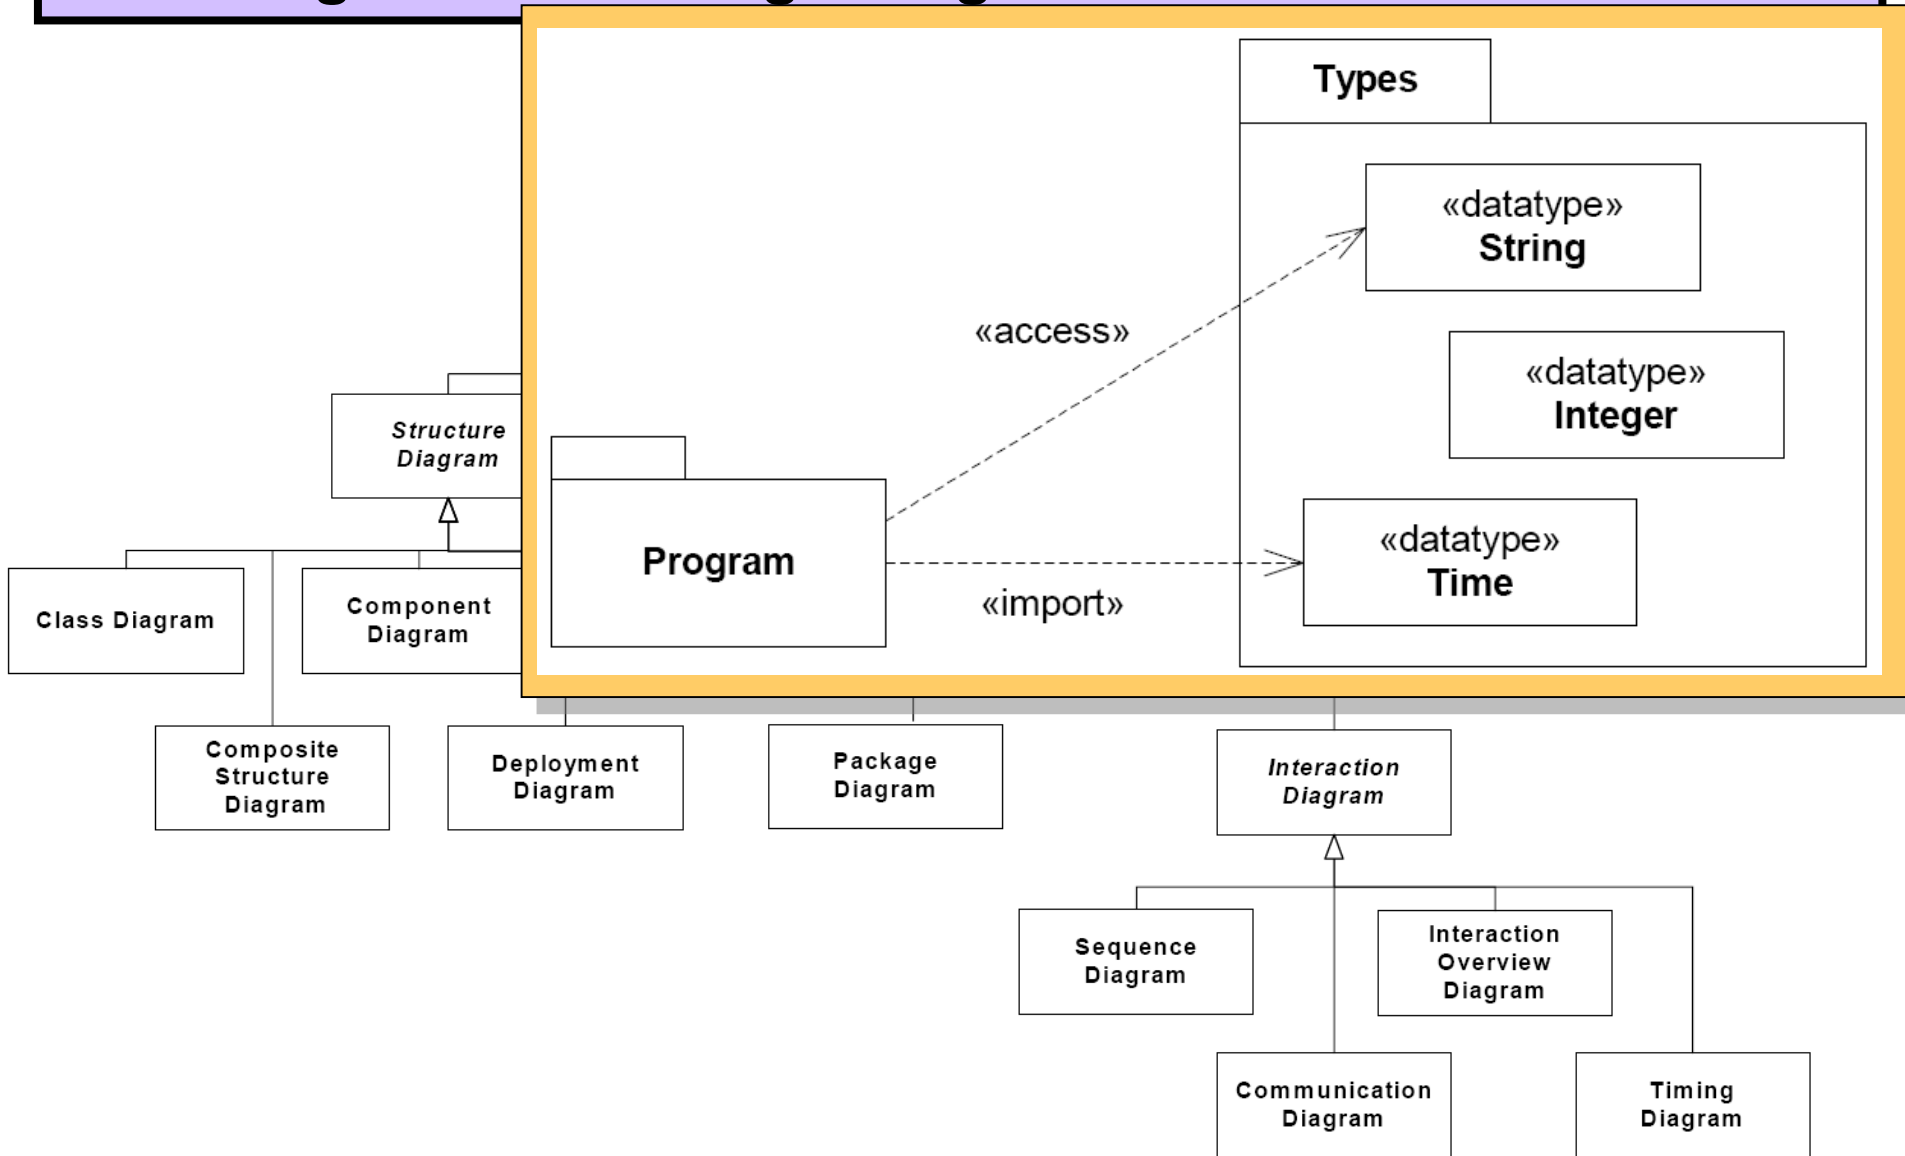 Types
«datatype»
String
«access»
«datatype»
Integer
Structure
Diagram
«datatype»
Time
Program
«import»
Class Diagram
Component
Diagram
Composite
Structure
Diagram
Deployment
Diagram
Package
Diagram
Interaction
Diagram
Sequence
Diagram
Interaction
Overview
Diagram
Communication
Diagram
Timing
Diagram